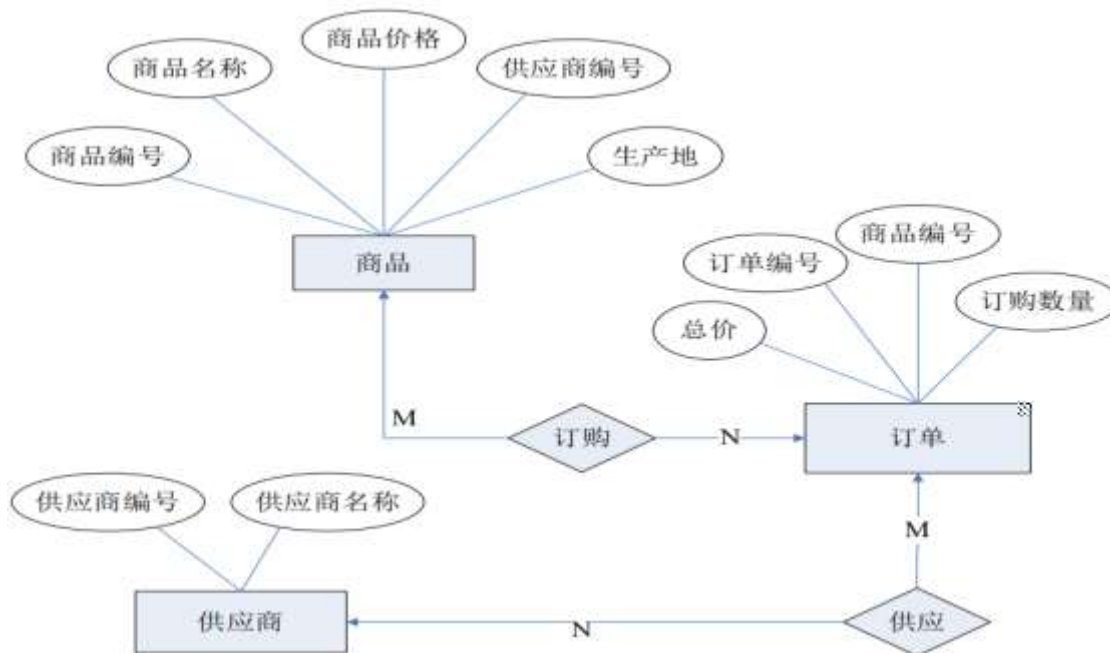 商品价格
商品名称
供应商编号
商品编号
生产地
商品
商品编号
订单编号
订购数量
总价
M
订购
N
订单
供应商编号
供应商名称
M
供应商
N
供应